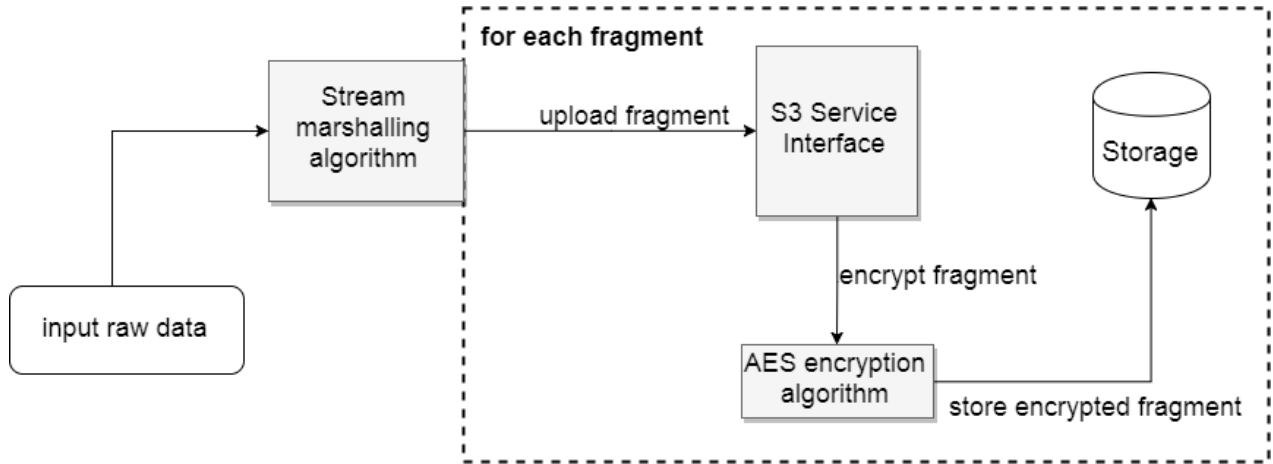 for each fragment
Stream
marshalling
algorithm
upload fragment
S3 Service
Interface
Storage
encrypt fragment
input raw data
AES encryption
algorithm
store encrypted fragment